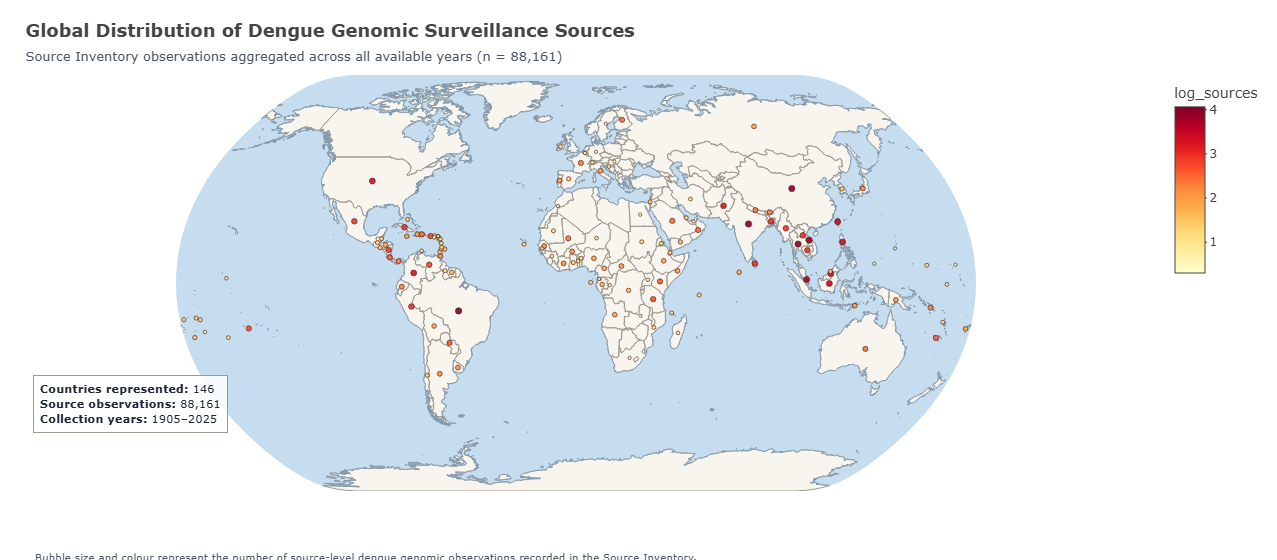 Global Distribution of Dengue Genomic Surveillance Sources
Source Inventory observations aggregated across all available years (n = 88,161)
log_sources
4
3
2
1
Countries represented: 146
Source observations: 88,161
Collection years: 1905–2025
Bubble size and colour represent the number of source-level dengue genomic observations recorded in the Source Inventory.